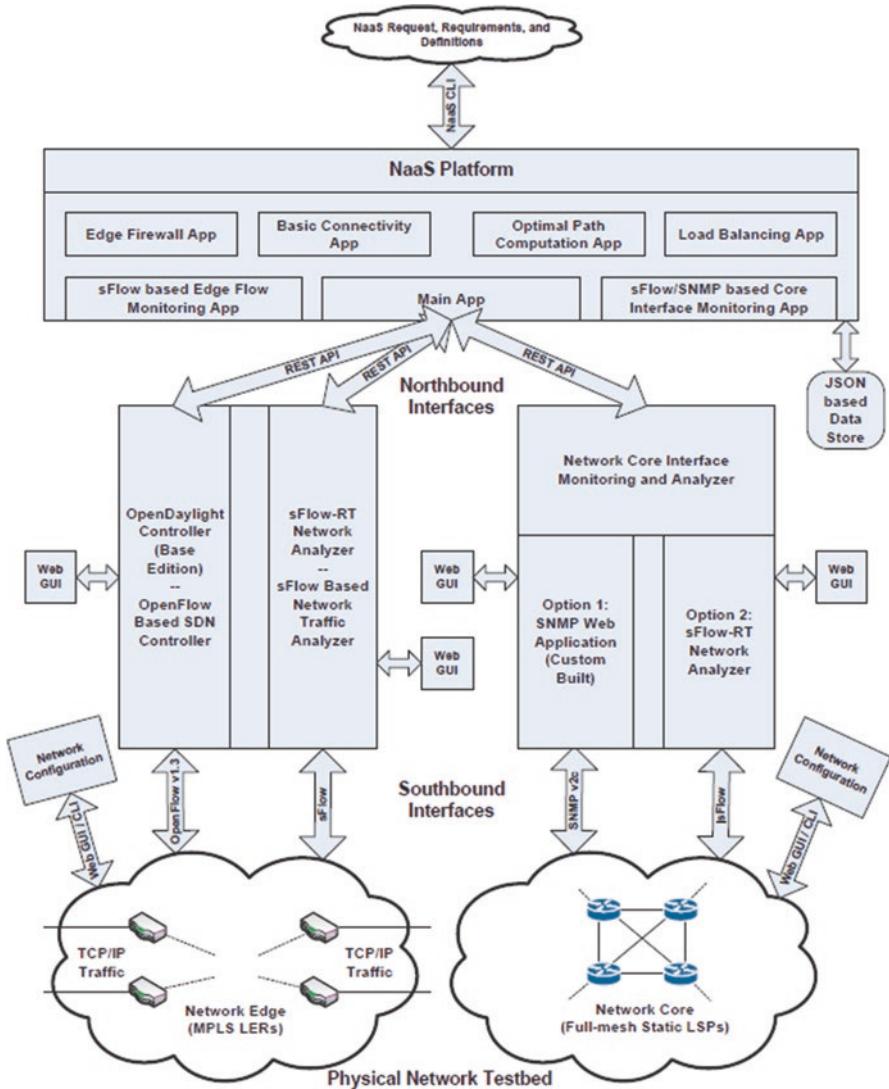 NaaS Request, Requirements, and
Definitions
NaaS CLI
NaaS Platform
Edge Firewall App
Basic Connectivity
App
Optimal Path
Computation App
Load Balancing App
sFlow based Edge Flow
Monitoring App
Main App
sFlow/SNMP based Core
Interface Monitoring App
REST API
REST API
REST API
Northbound
Interfaces
JSON
based
Data
Store
OpenDaylight
Controller
(Base
Edition)
--
OpenFlow
Based SDN
Controller
sFlow-RT
Network
Analyzer
--
sFlow Based
Network
Traffic
Analyzer
Network Core Interface
Monitoring and Analyzer
Web
GUI
Web
GUI
Web
GUI
Web
GUI
Option 1:
SNMP Web
Application
(Custom
Built)
Option 2:
sFlow-RT
Network
Analyzer
Network
Configuration
Network
Configuration
Southbound
Interfaces
Web GUI / CLI
OpenFlow v1.3
sFlow
SNMP v2c
jsFlow
Web GUI / CLI
TCP/IP
Traffic
TCP/IP
Traffic
Network Edge
(MPLS LERs)
Network Core
(Full-mesh Static LSPs)
Physical Network Testbed